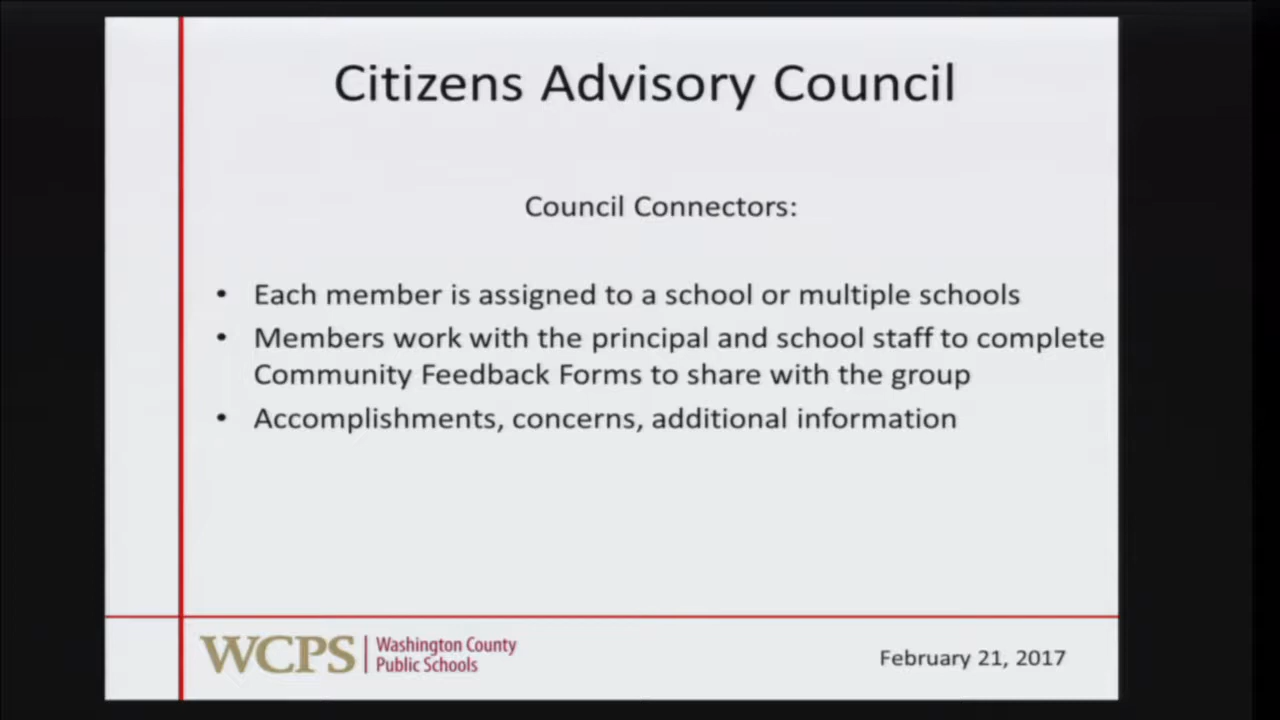 Citizens Advisory Council
Council Connectors:
• Each member is assigned to a school or multiple schools
• Members work with the principal and school staff to complete
Community Feedback Forms to share with the group
• Accomplishments, concerns, additional information
WCPS
Washington County
Public Schools
February 21, 2017